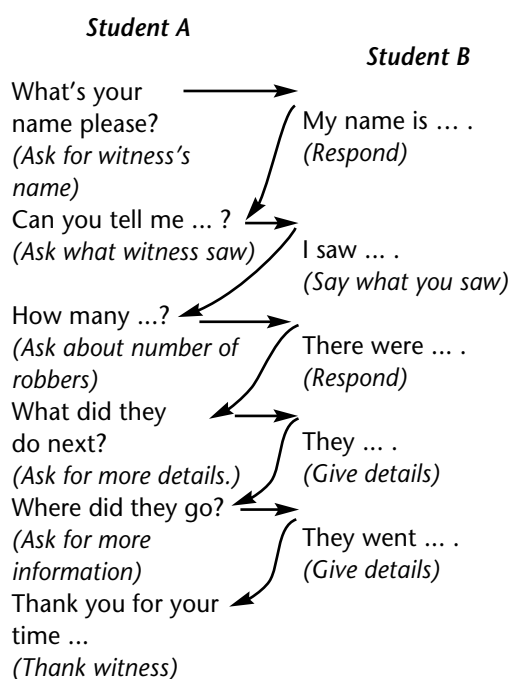 Student A
Student B
What's your
name please?
(Ask for witness's
name)
My name is ... .
(Respond)
Can you tell me ... ?
(Ask what witness saw)
I saw ... .
(Say what you saw)
How many ...?
(Ask about number of
robbers)
There were ... .
(Respond)
What did they
do next?
(Ask for more details.)
They ... .
(Give details)
Where did they go?
(Ask for more
information)
They went ... .
(Give details)
Thank you for your
time ...
(Thank witness)